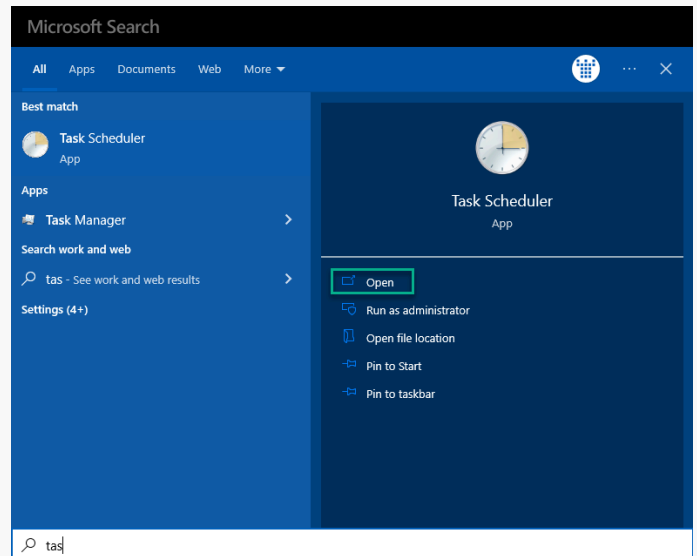 Microsoft Search
All Apps Documents Web More
Best match
Task Scheduler
App
Apps
Task Manager
Search work and web
tas - See work and web results
Settings (4+)
Task Scheduler
App
Open
Run as administrator
Open file location
Pin to Start
Pin to taskbar
tas